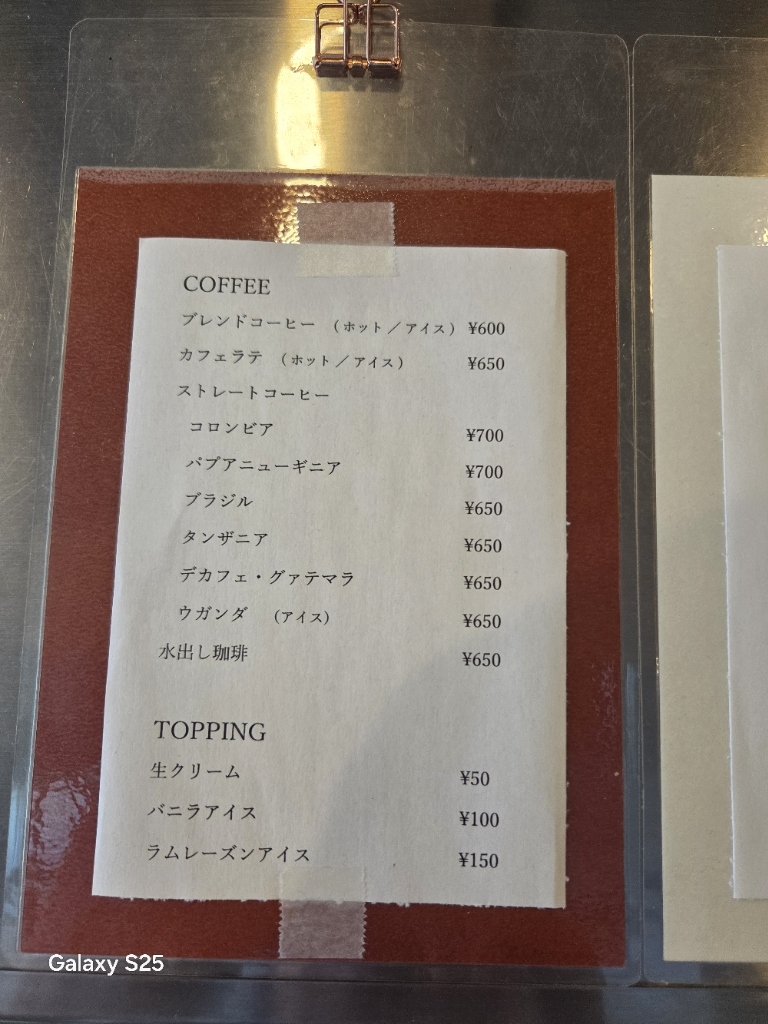 COFFEE
ブレンドコーヒー （ホット／アイス） ¥600
カフェラテ （ホット／アイス） ¥650
ストレートコーヒー
コロンビア ¥700
パプアニューギニア ¥700
ブラジル ¥650
タンザニア ¥650
デカフェ・グァテマラ ¥650
ウガンダ （アイス） ¥650
水出し珈琲 ¥650
TOPPING
生クリーム ¥50
バニラアイス ¥100
ラムレーズンアイス ¥150
Galaxy S25